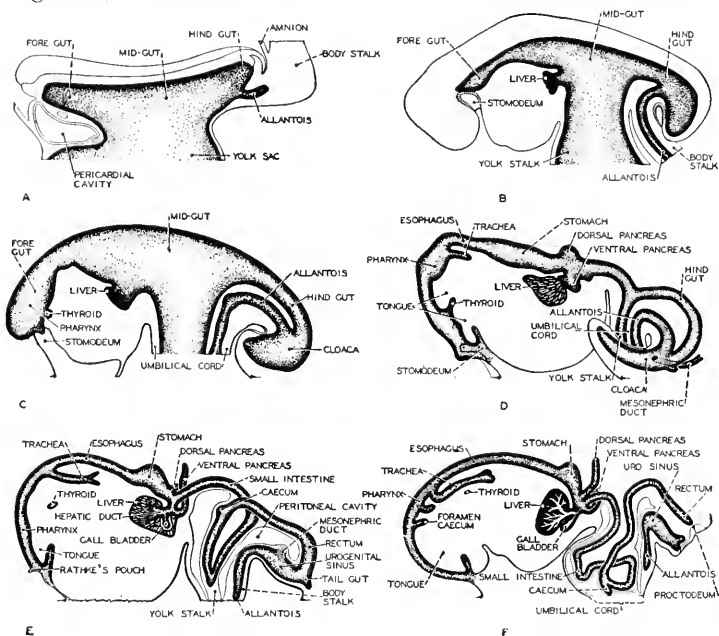 AMNION
HIND GUT
MID-GUT
FORE GUT
BODY STALK
ALLANTOIS
YOLK SAC
PERICARDIAL
CAVITY
A
MID-GUT
FORE GUT
HIND
GUT
LIVER
STOMODEUM
YOLK STALK
BODY
STALK
ALLANTOIS
B
MID-GUT
FORE
GUT
ALLANTOIS
LIVER
HIND GUT
THYROID
PHARYNX
STOMODEUM
CLOACA
UMBILICAL CORD
C
ESOPHAGUS
TRACHEA
STOMACH
DORSAL PANCREAS
VENTRAL PANCREAS
PHARYNX
HIND
GUT
LIVER
TONGUE
THYROID
ALLANTOIS
UMBILICAL
CORD
YOLK STALK
STOMODEUM
CLOACA
MESONEPHRIC
DUCT
D
TRACHEA
ESOPHAGUS
STOMACH
DORSAL PANCREAS
VENTRAL PANCREAS
SMALL INTESTINE
CAECUM
THYROID
LIVER
HEPATIC DUCT
GALL BLADDER
PERITONEAL CAVITY
MESONEPHRIC
DUCT
PHARYNX
RECTUM
TONGUE
UROGENITAL
SINUS
RATHKE'S POUCH
TAIL GUT
BODY
STALK
YOLK STALK
ALLANTOIS
E
ESOPHAGUS
STOMACH
DORSAL PANCREAS
VENTRAL PANCREAS
URO SINUS
TRACHEA
RECTUM
PHARYNX
THYROID
LIVER
FORAMEN
CAECUM
GALL
BLADDER
TONGUE
SMALL INTESTINE
ALLANTOIS
CAECUM
PROCTODEUM
UMBILICAL CORD
F